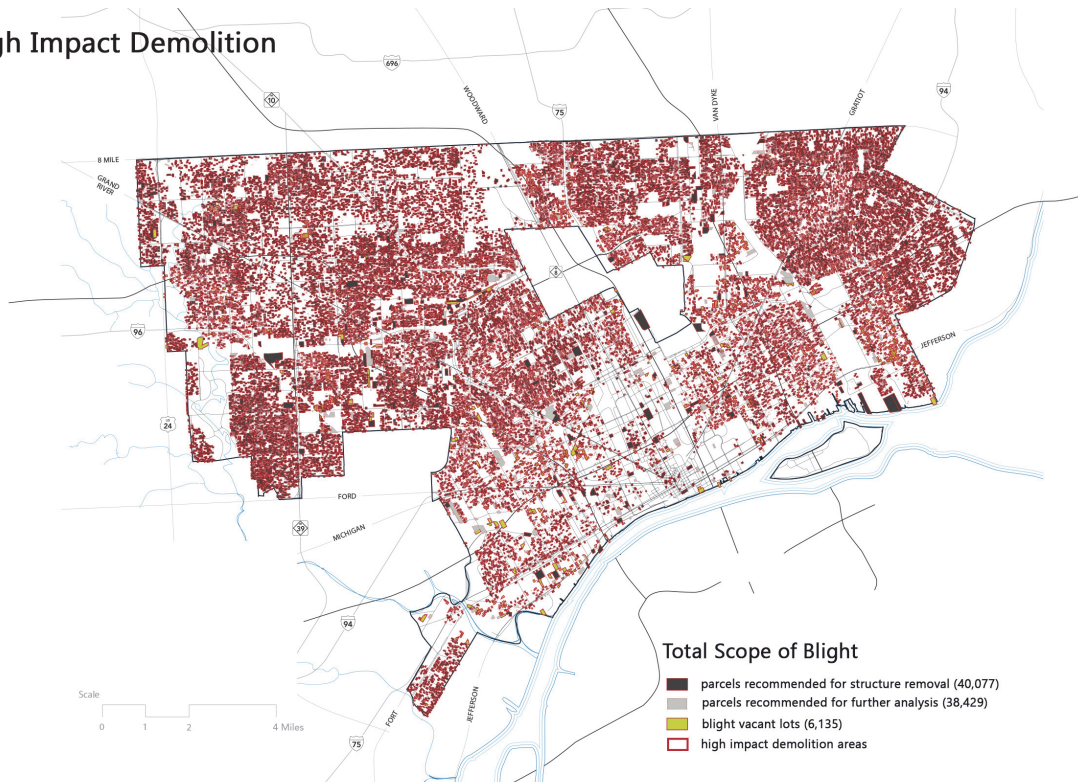 gh Impact Demolition
696
10
WOODWARD
75
VAN DYKE
GRATIOT
94
8 MILE
GRAND
RIVER
8
96
JEFFERSON
US
24
FORD
39
MICHIGAN
94
Total Scope of Blight
parcels recommended for structure removal (40,077)
parcels recommended for further analysis (38,429)
blight vacant lots (6,135)
high impact demolition areas
Scale
0 1 2 4 Miles
FORT
JEFFERSON
75